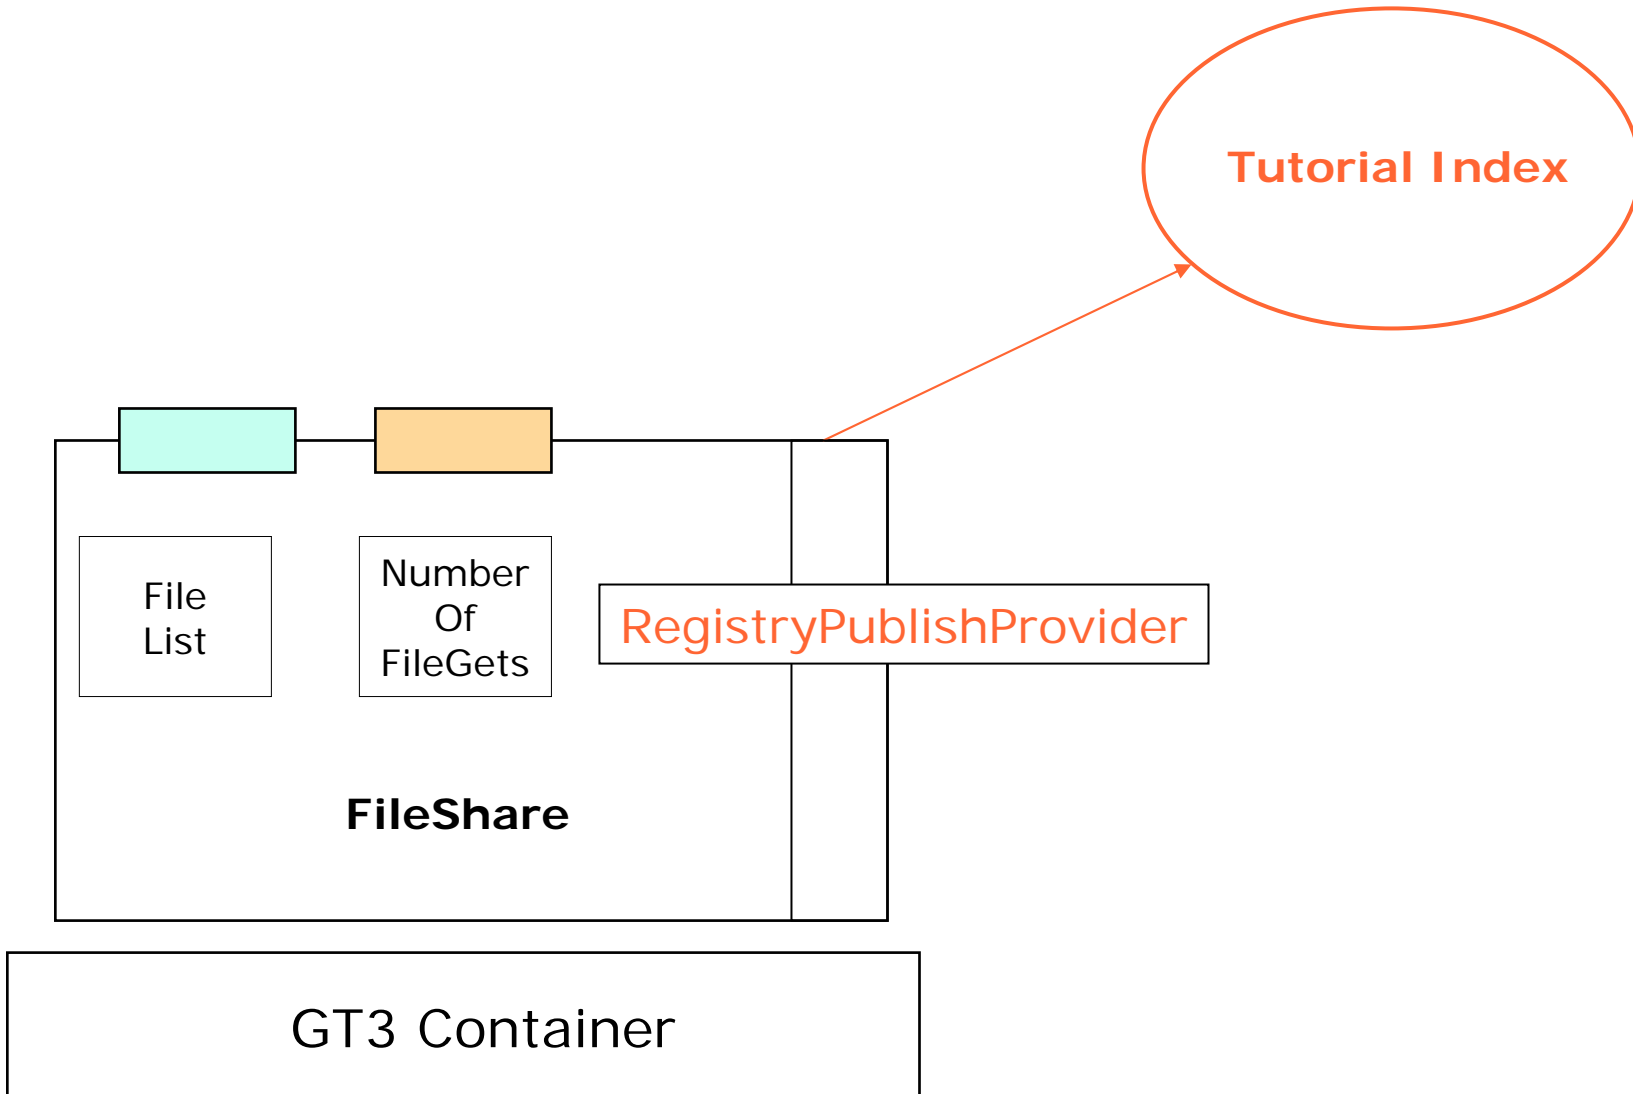 Tutorial Index
File
List
Number
Of
FileGets
RegistryPublishProvider
FileShare
GT3 Container